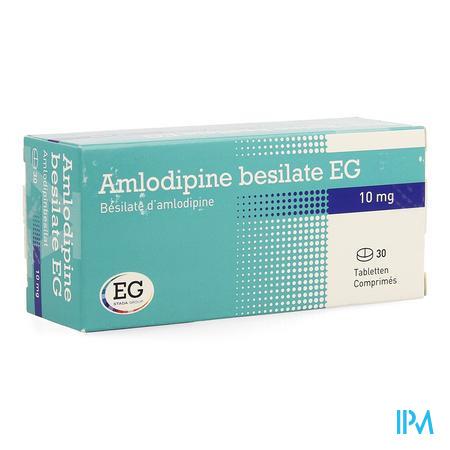 Amlodipine besilate EG
Bésilate d'amlodipine
10 mg
30
Tabletten
Comprimés
EG
STADA GROUP
Amlodipine
besilate EG
Amlodipinebesilaat
30
10 mg
IPM